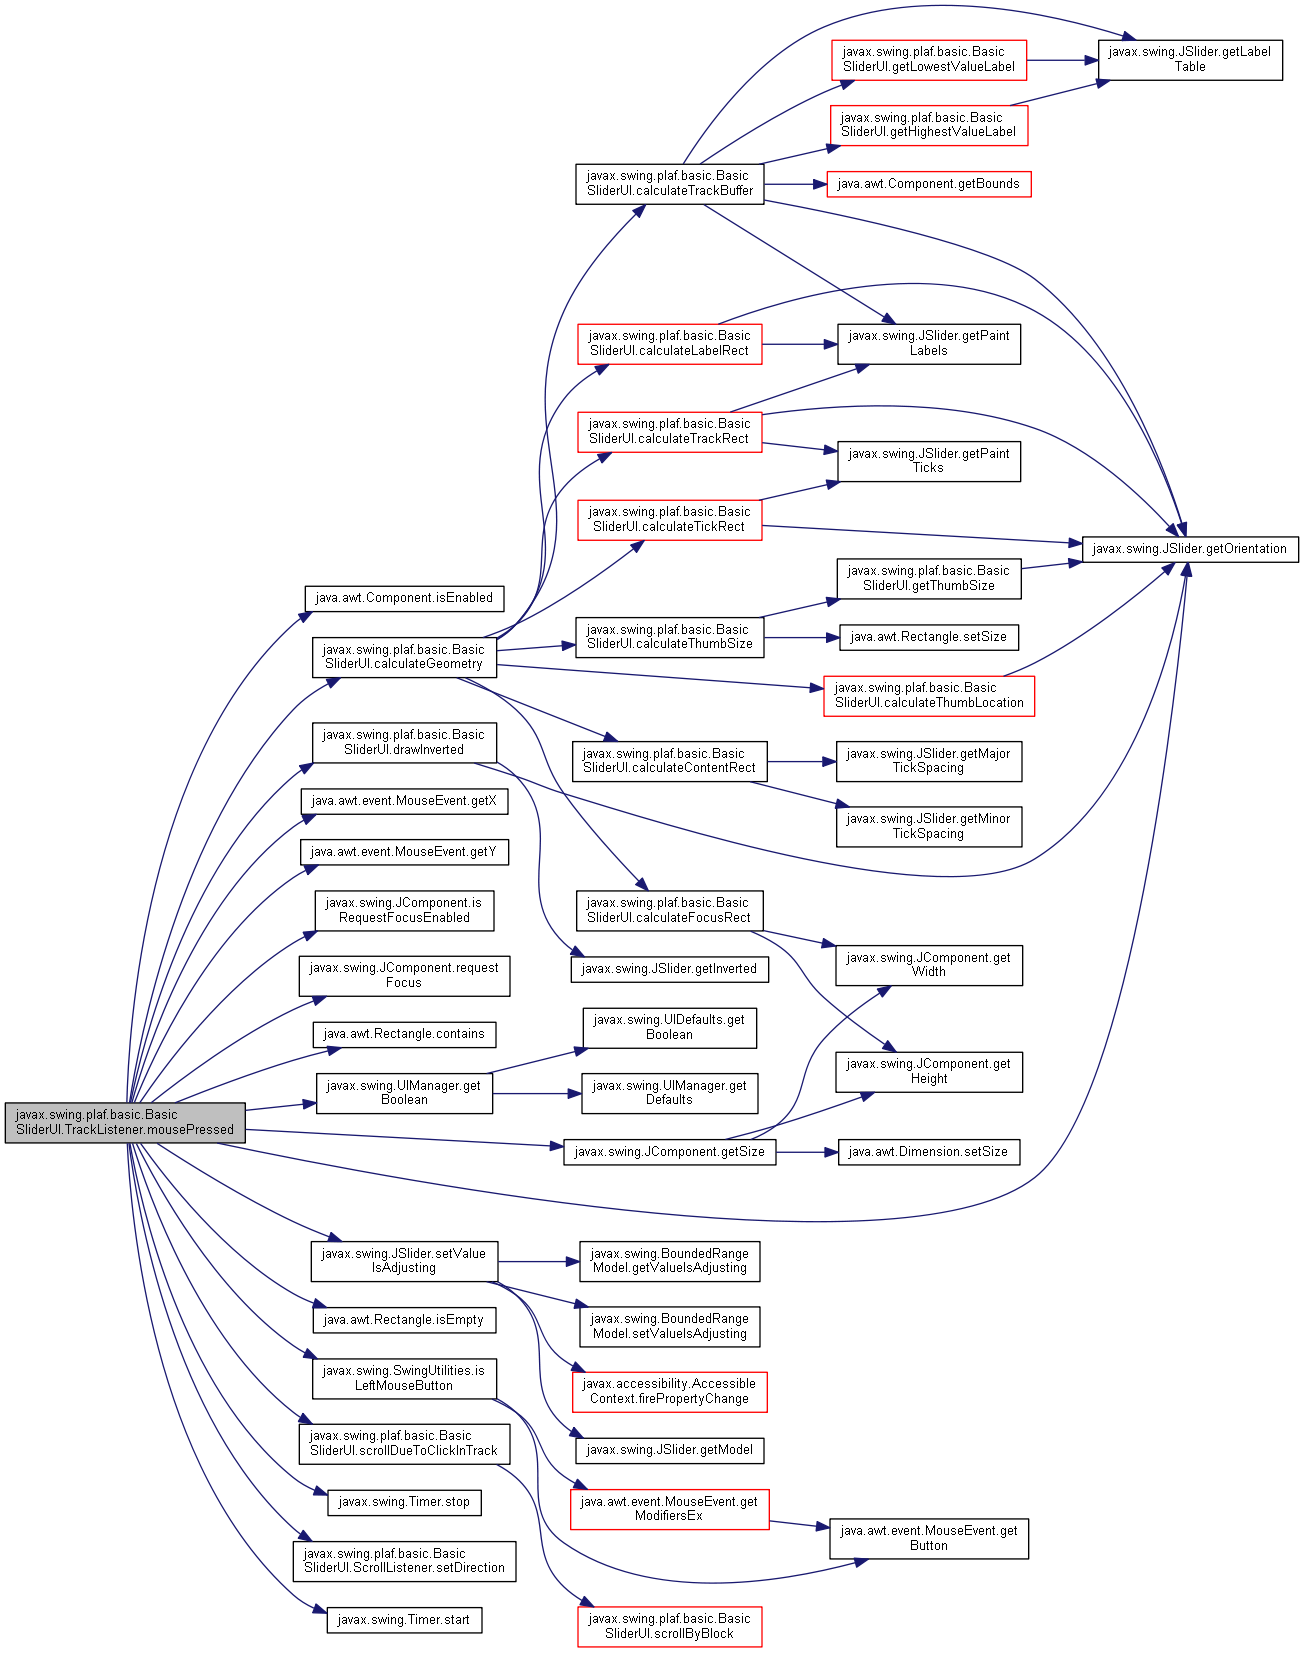 javax.swing.plaf.basic.Basic
SliderUI.TrackListener.mousePressed
java.awt.Component.isEnabled
javax.swing.plaf.basic.Basic
SliderUI.calculateGeometry
javax.swing.plaf.basic.Basic
SliderUI.drawInverted
java.awt.event.MouseEvent.getX
java.awt.event.MouseEvent.getY
javax.swing.JComponent.is
RequestFocusEnabled
javax.swing.JComponent.request
Focus
java.awt.Rectangle.contains
javax.swing.UIManager.get
Boolean
javax.swing.JSlider.setValue
IsAdjusting
java.awt.Rectangle.isEmpty
javax.swing.SwingUtilities.is
LeftMouseButton
javax.swing.plaf.basic.Basic
SliderUI.scrollDueToClickInTrack
javax.swing.Timer.stop
javax.swing.plaf.basic.Basic
SliderUI.ScrollListener.setDirection
javax.swing.Timer.start
javax.swing.plaf.basic.Basic
SliderUI.calculateTrackBuffer
javax.swing.plaf.basic.Basic
SliderUI.calculateLabelRect
javax.swing.plaf.basic.Basic
SliderUI.calculateTrackRect
javax.swing.plaf.basic.Basic
SliderUI.calculateTickRect
javax.swing.plaf.basic.Basic
SliderUI.calculateThumbSize
javax.swing.plaf.basic.Basic
SliderUI.calculateContentRect
javax.swing.plaf.basic.Basic
SliderUI.calculateFocusRect
javax.swing.JSlider.getInverted
javax.swing.UIDefaults.get
Boolean
javax.swing.UIManager.get
Defaults
javax.swing.JComponent.getSize
javax.swing.BoundedRange
Model.getValueIsAdjusting
javax.swing.BoundedRange
Model.setValueIsAdjusting
javax.accessibility.Accessible
Context.firePropertyChange
javax.swing.JSlider.getModel
java.awt.event.MouseEvent.get
ModifiersEx
javax.swing.plaf.basic.Basic
SliderUI.scrollByBlock
javax.swing.plaf.basic.Basic
SliderUI.getLowestValueLabel
javax.swing.plaf.basic.Basic
SliderUI.getHighestValueLabel
java.awt.Component.getBounds
javax.swing.JSlider.getPaint
Labels
javax.swing.JSlider.getPaint
Ticks
javax.swing.plaf.basic.Basic
SliderUI.getThumbSize
java.awt.Rectangle.setSize
javax.swing.plaf.basic.Basic
SliderUI.calculateThumbLocation
javax.swing.JSlider.getMajor
TickSpacing
javax.swing.JSlider.getMinor
TickSpacing
javax.swing.JComponent.get
Width
javax.swing.JComponent.get
Height
java.awt.Dimension.setSize
java.awt.event.MouseEvent.get
Button
javax.swing.JSlider.getLabel
Table
javax.swing.JSlider.getOrientation